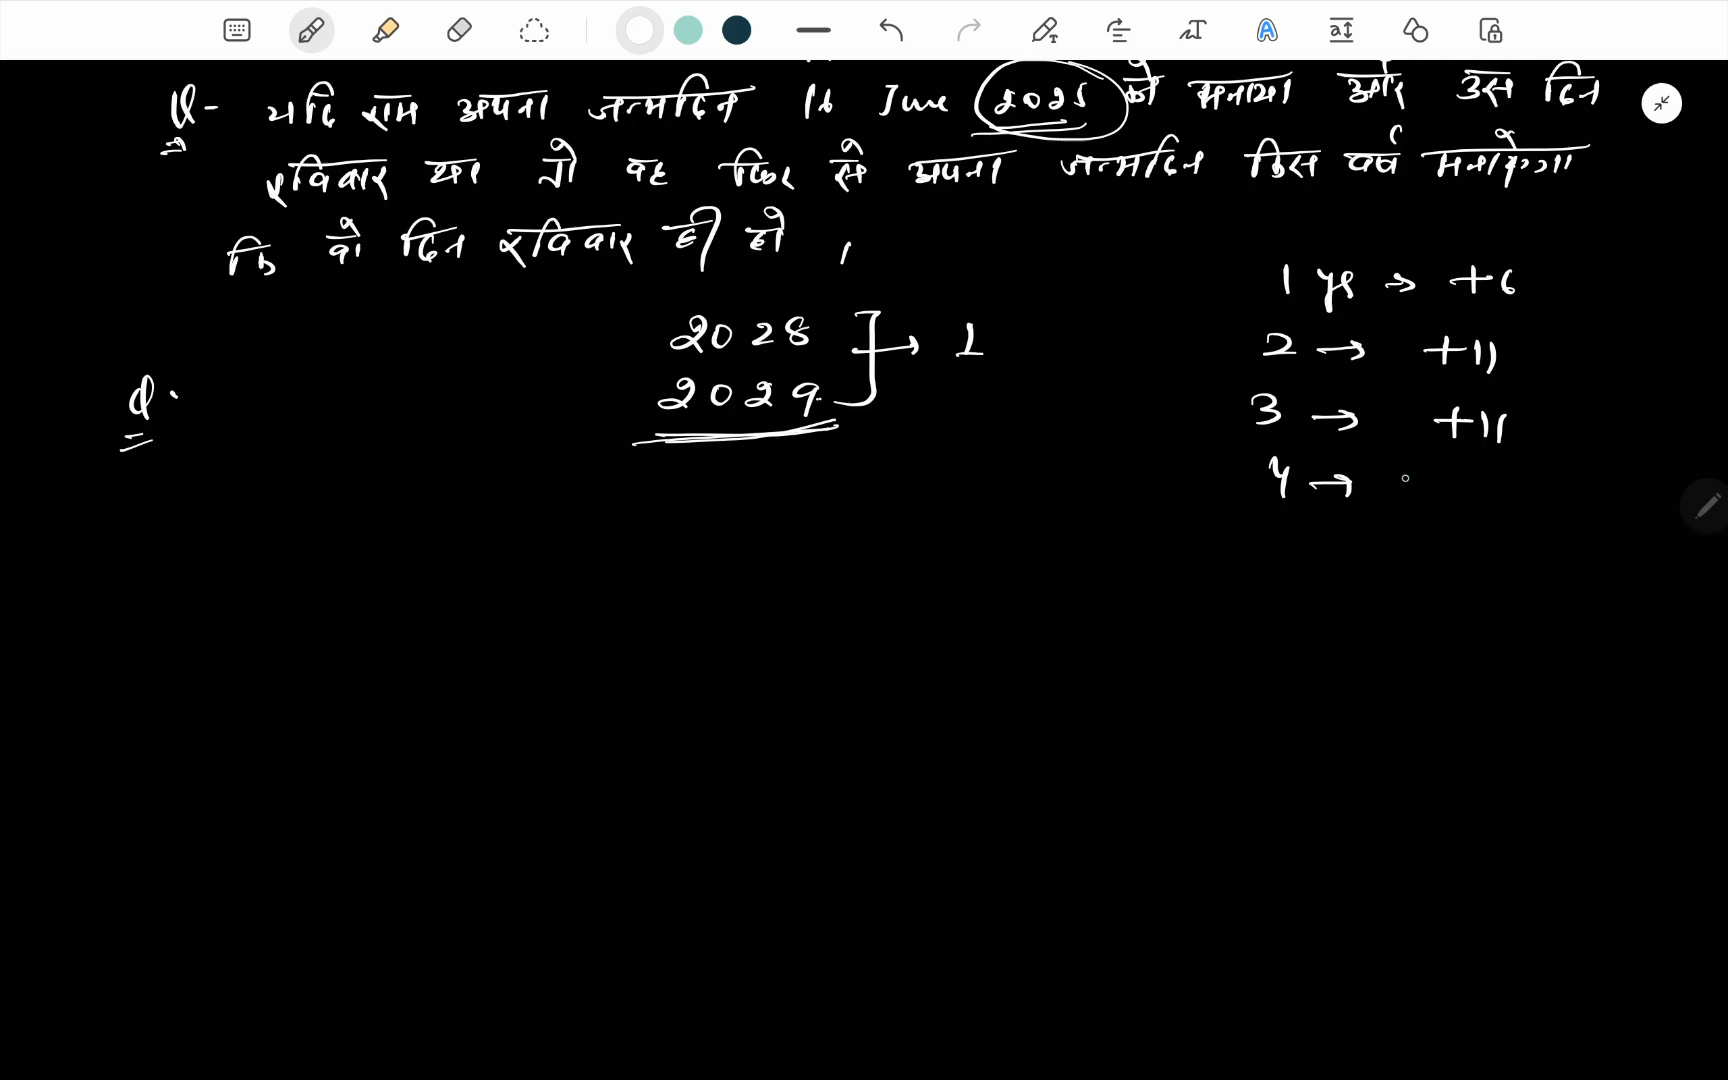 Q- यदि राम अपना जन्मदिन 16 June 2025 को मनाया और उस दिन
रविवार था तो वह फिर से अपना जन्मदिन किस वर्ष मनाऐगा
कि वो दिन रविवार ही हो ,
1 yr → +6
2028 → 1
2 → +11
2029
Q.
3 → +11
4 →